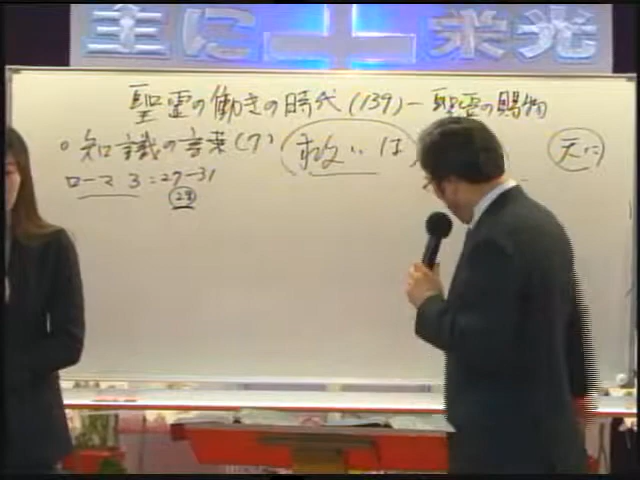 主に 栄光
聖霊の働きの時代(139)ー聖霊の賜物
○知識の言葉(7) 救いは 天に
ローマ 3:27-31
28